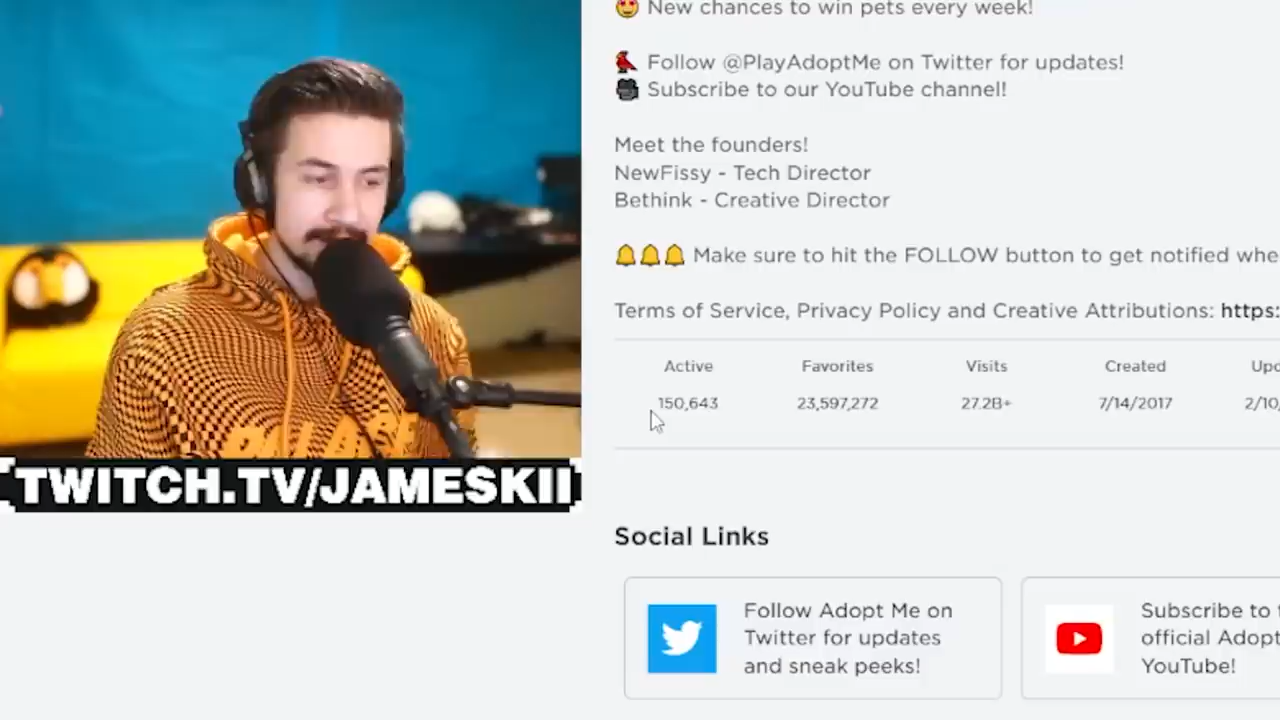 New chances to win pets every week!
Follow @PlayAdoptMe on Twitter for updates!
Subscribe to our YouTube channel!
Meet the founders!
NewFissy - Tech Director
Bethink - Creative Director
Make sure to hit the FOLLOW button to get notified whe
Terms of Service, Privacy Policy and Creative Attributions: https:
Active Favorites Visits Created Upd
150,643 23,597,272 27.2B+ 7/14/2017 2/10/
TWITCH.TV/JAMESKII
Social Links
Follow Adopt Me on
Twitter for updates
and sneak peeks!
Subscribe to
official Adopt
YouTube!